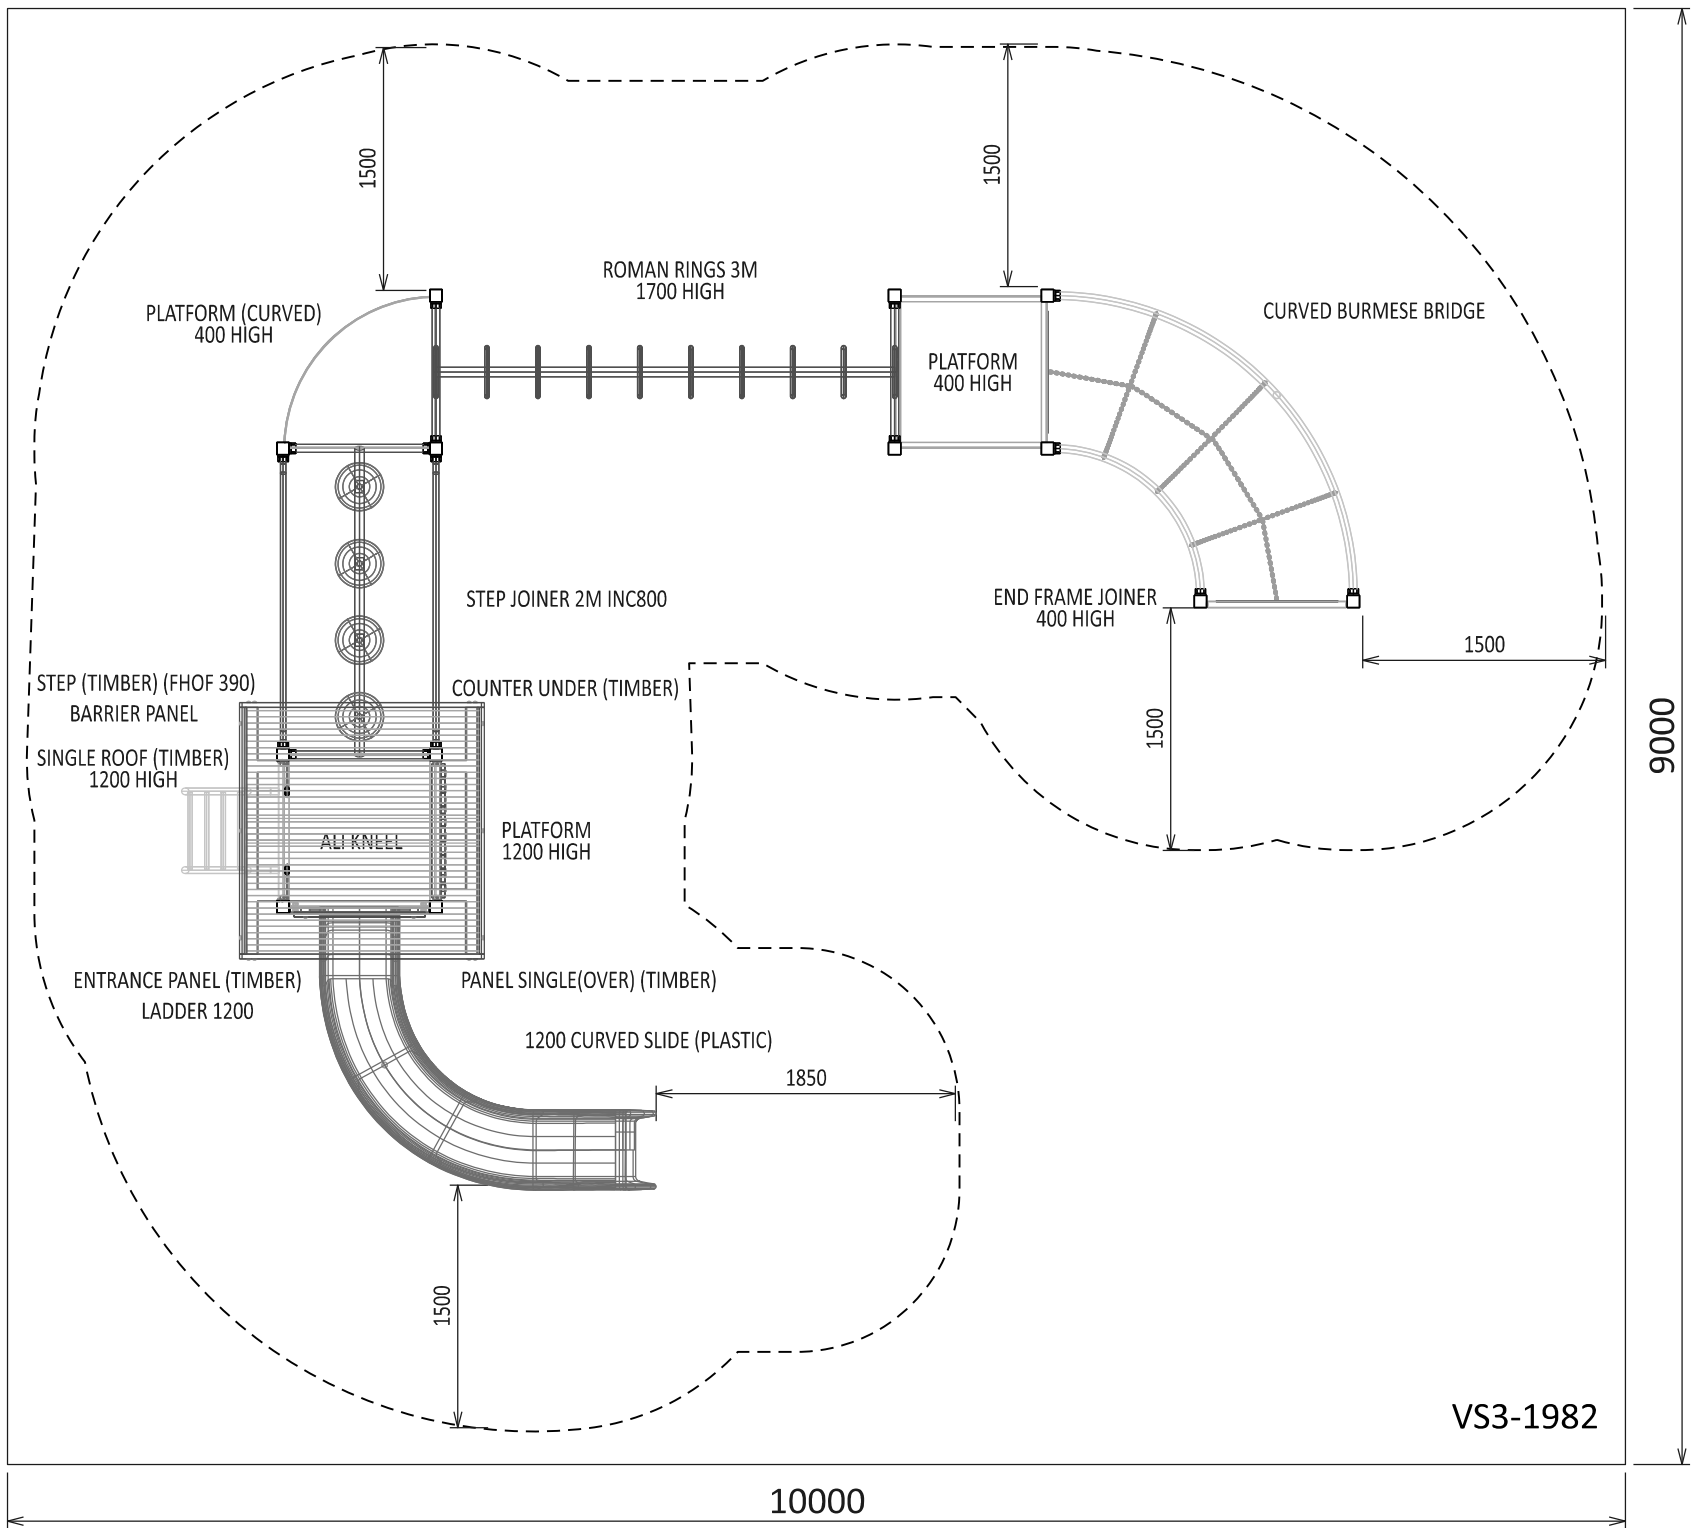 1500
1500
ROMAN RINGS 3M
1700 HIGH
PLATFORM (CURVED)
400 HIGH
CURVED BURMESE BRIDGE
PLATFORM
400 HIGH
STEP JOINER 2M INC800
END FRAME JOINER
400 HIGH
1500
STEP (TIMBER) (FHOF 390)
BARRIER PANEL
COUNTER UNDER (TIMBER)
1500
9000
SINGLE ROOF (TIMBER)
1200 HIGH
PLATFORM
1200 HIGH
ENTRANCE PANEL (TIMBER)
LADDER 1200
PANEL SINGLE(OVER) (TIMBER)
1200 CURVED SLIDE (PLASTIC)
1850
1500
VS3-1982
10000